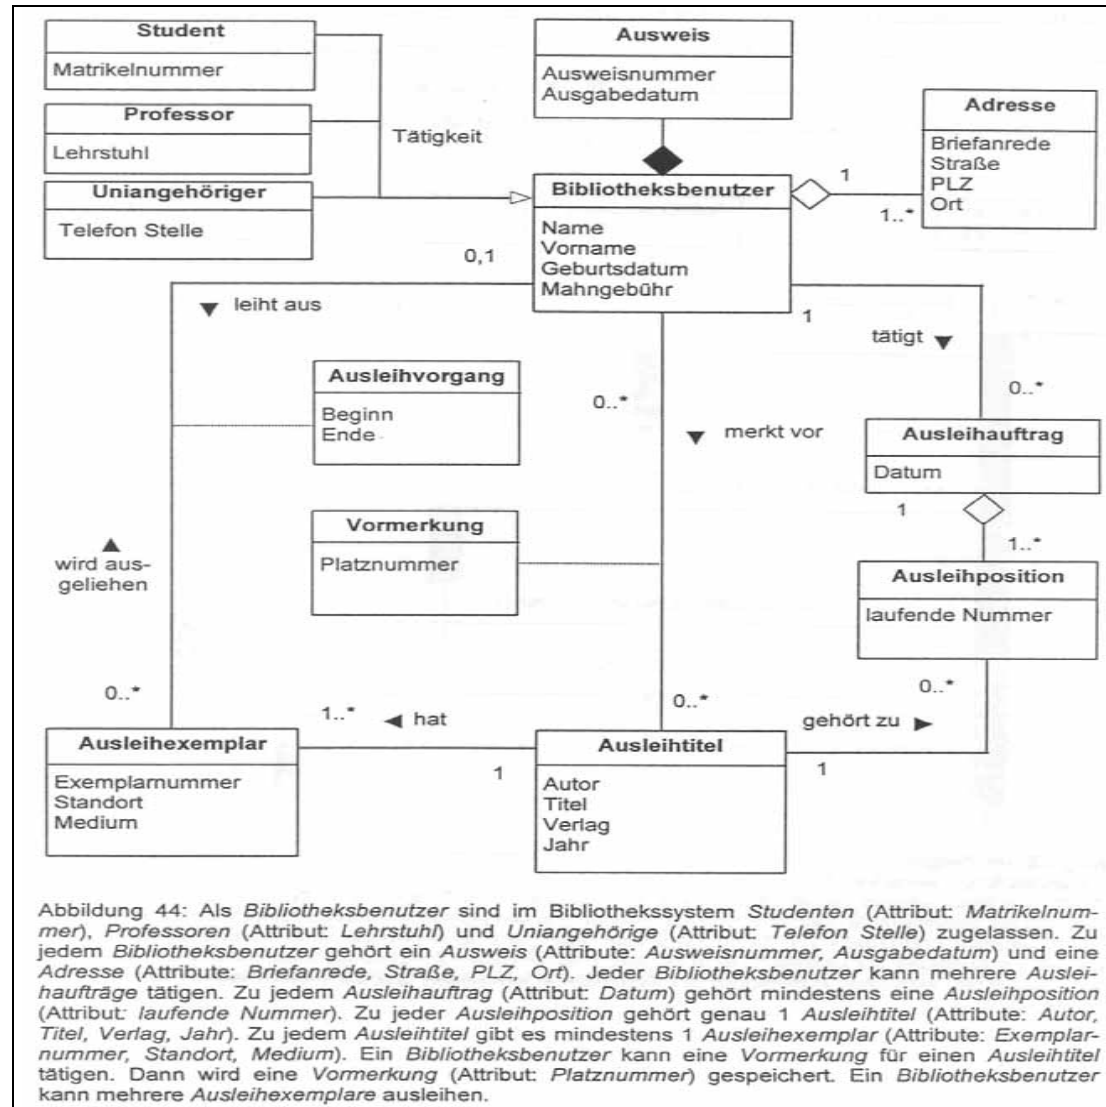 Student
Matrikelnummer
Professor
Lehrstuhl
Uniangehöriger
Telefon Stelle
Tätigkeit
Ausweis
Ausweisnummer
Ausgabedatum
Adresse
Briefanrede
Straße
PLZ
Ort
1
1..*
Bibliotheksbenutzer
Name
Vorname
Geburtsdatum
Mahngebühr
0,1
▼ leiht aus
1
tätigt ▼
0..*
Ausleihvorgang
Beginn
Ende
0..*
▼ merkt vor
Ausleihauftrag
Datum
1
1..*
Vormerkung
Platznummer
▲
wird aus-
geliehen
Ausleihposition
laufende Nummer
0..*
0..*
1..*
◄ hat
0..*
gehört zu ►
Ausleihexemplar
Exemplarnummer
Standort
Medium
1
Ausleihtitel
Autor
Titel
Verlag
Jahr
1
Abbildung 44: Als Bibliotheksbenutzer sind im Bibliothekssystem Studenten (Attribut: Matrikelnum-
mer), Professoren (Attribut: Lehrstuhl) und Uniangehörige (Attribut: Telefon Stelle) zugelassen. Zu
jedem Bibliotheksbenutzer gehört ein Ausweis (Attribute: Ausweisnummer, Ausgabedatum) und eine
Adresse (Attribute: Briefanrede, Straße, PLZ, Ort). Jeder Bibliotheksbenutzer kann mehrere Auslei-
haufträge tätigen. Zu jedem Ausleihauftrag (Attribut: Datum) gehört mindestens eine Ausleihposition
(Attribut: laufende Nummer). Zu jeder Ausleihposition gehört genau 1 Ausleihtitel (Attribute: Autor,
Titel, Verlag, Jahr). Zu jedem Ausleihtitel gibt es mindestens 1 Ausleihexemplar (Attribute: Exemplar-
nummer, Standort, Medium). Ein Bibliotheksbenutzer kann eine Vormerkung für einen Ausleihtitel
tätigen. Dann wird eine Vormerkung (Attribut: Platznummer) gespeichert. Ein Bibliotheksbenutzer
kann mehrere Ausleihexemplare ausleihen.